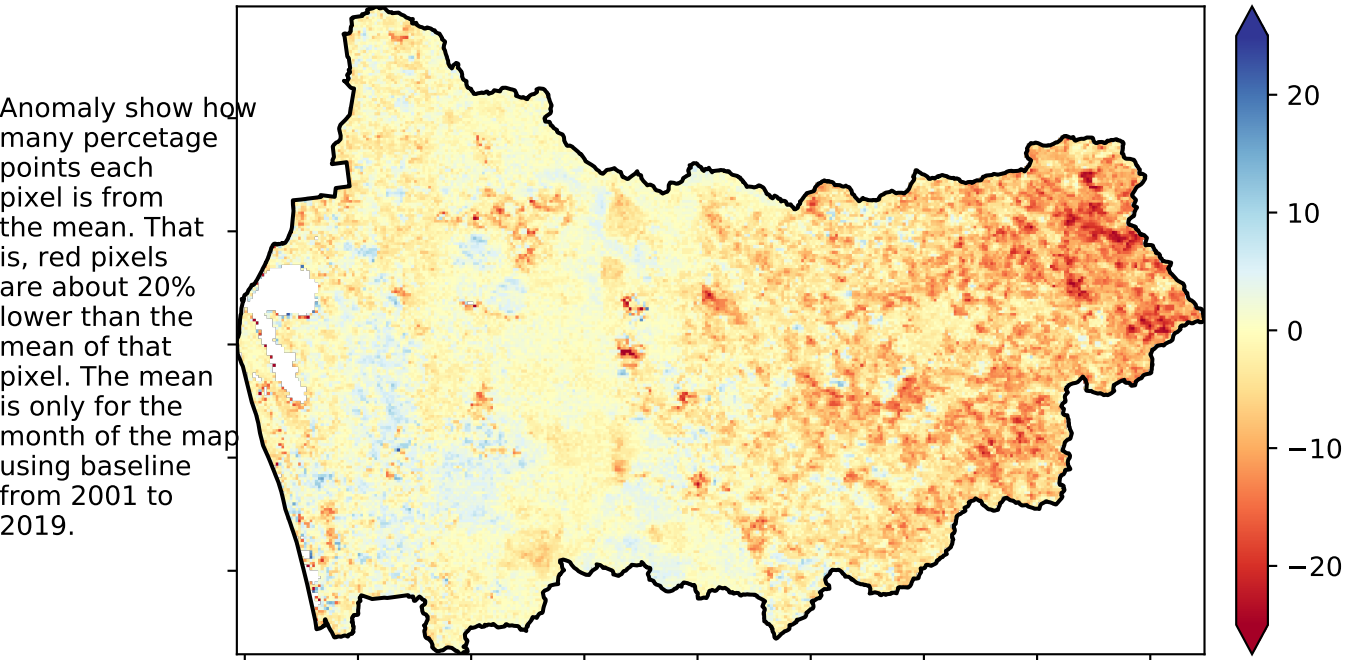 Anomaly show how
many percetage
points each
pixel is from
the mean. That
is, red pixels
are about 20%
lower than the
mean of that
pixel. The mean
is only for the
month of the map
using baseline
from 2001 to
2019.
20
10
0
−10
−20